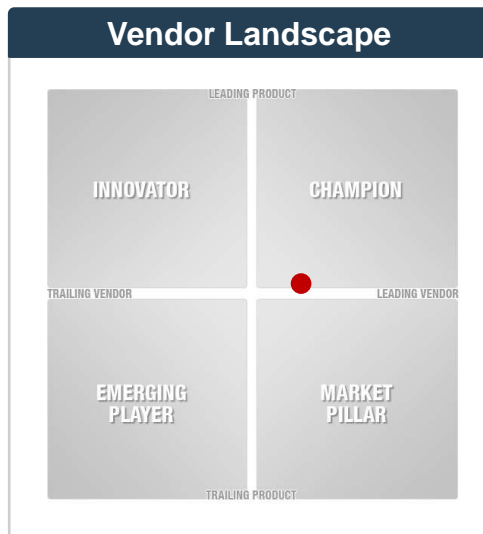 Vendor Landscape
LEADING PRODUCT
INNOVATOR
CHAMPION
TRAILING VENDOR
LEADING VENDOR
EMERGING
PLAYER
MARKET
PILLAR
TRAILING PRODUCT